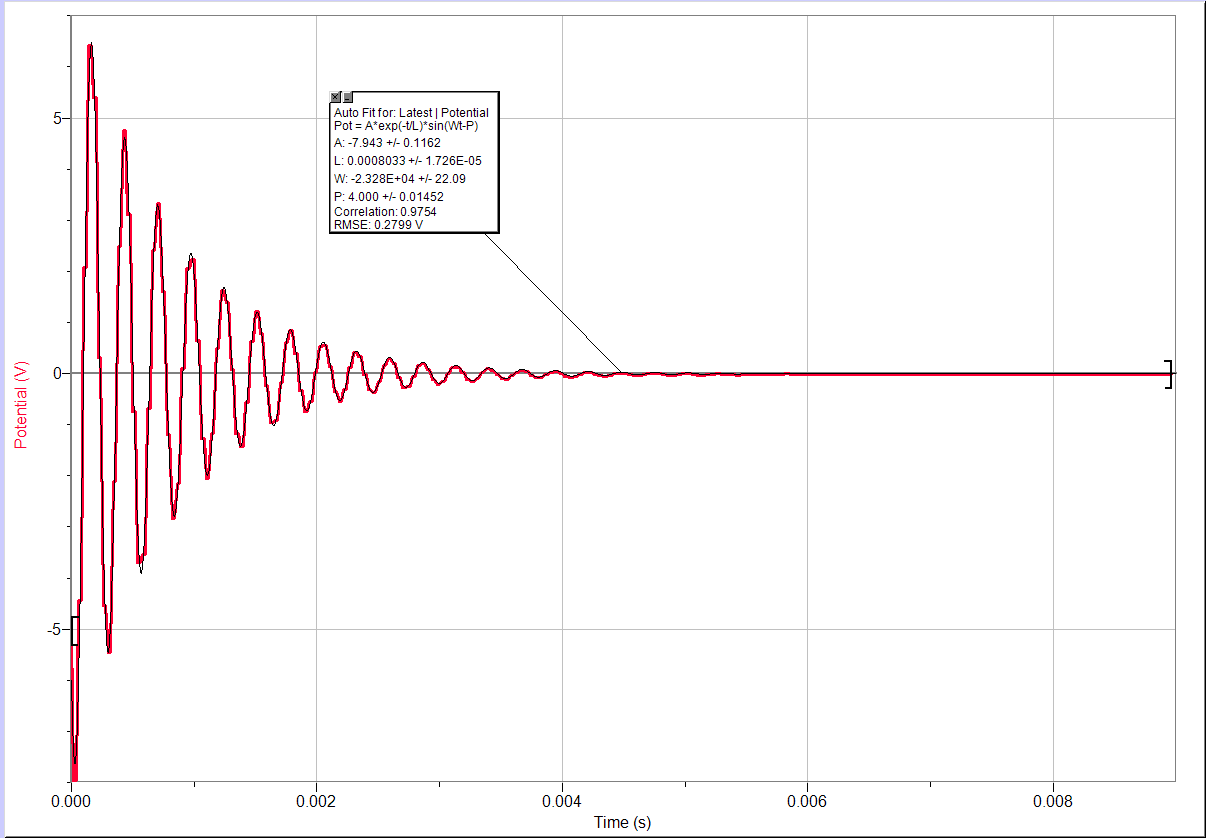 Auto Fit for: Latest | Potential
Pot = A*exp(-t/L)*sin(Wt-P)
A: -7.943 +/- 0.1162
L: 0.0008033 +/- 1.726E-05
W: -2.328E+04 +/- 22.09
P: 4.000 +/- 0.01452
Correlation: 0.9754
RMSE: 0.2799 V
5
0
-5
Potential (V)
0.000 0.002 0.004 0.006 0.008
Time (s)